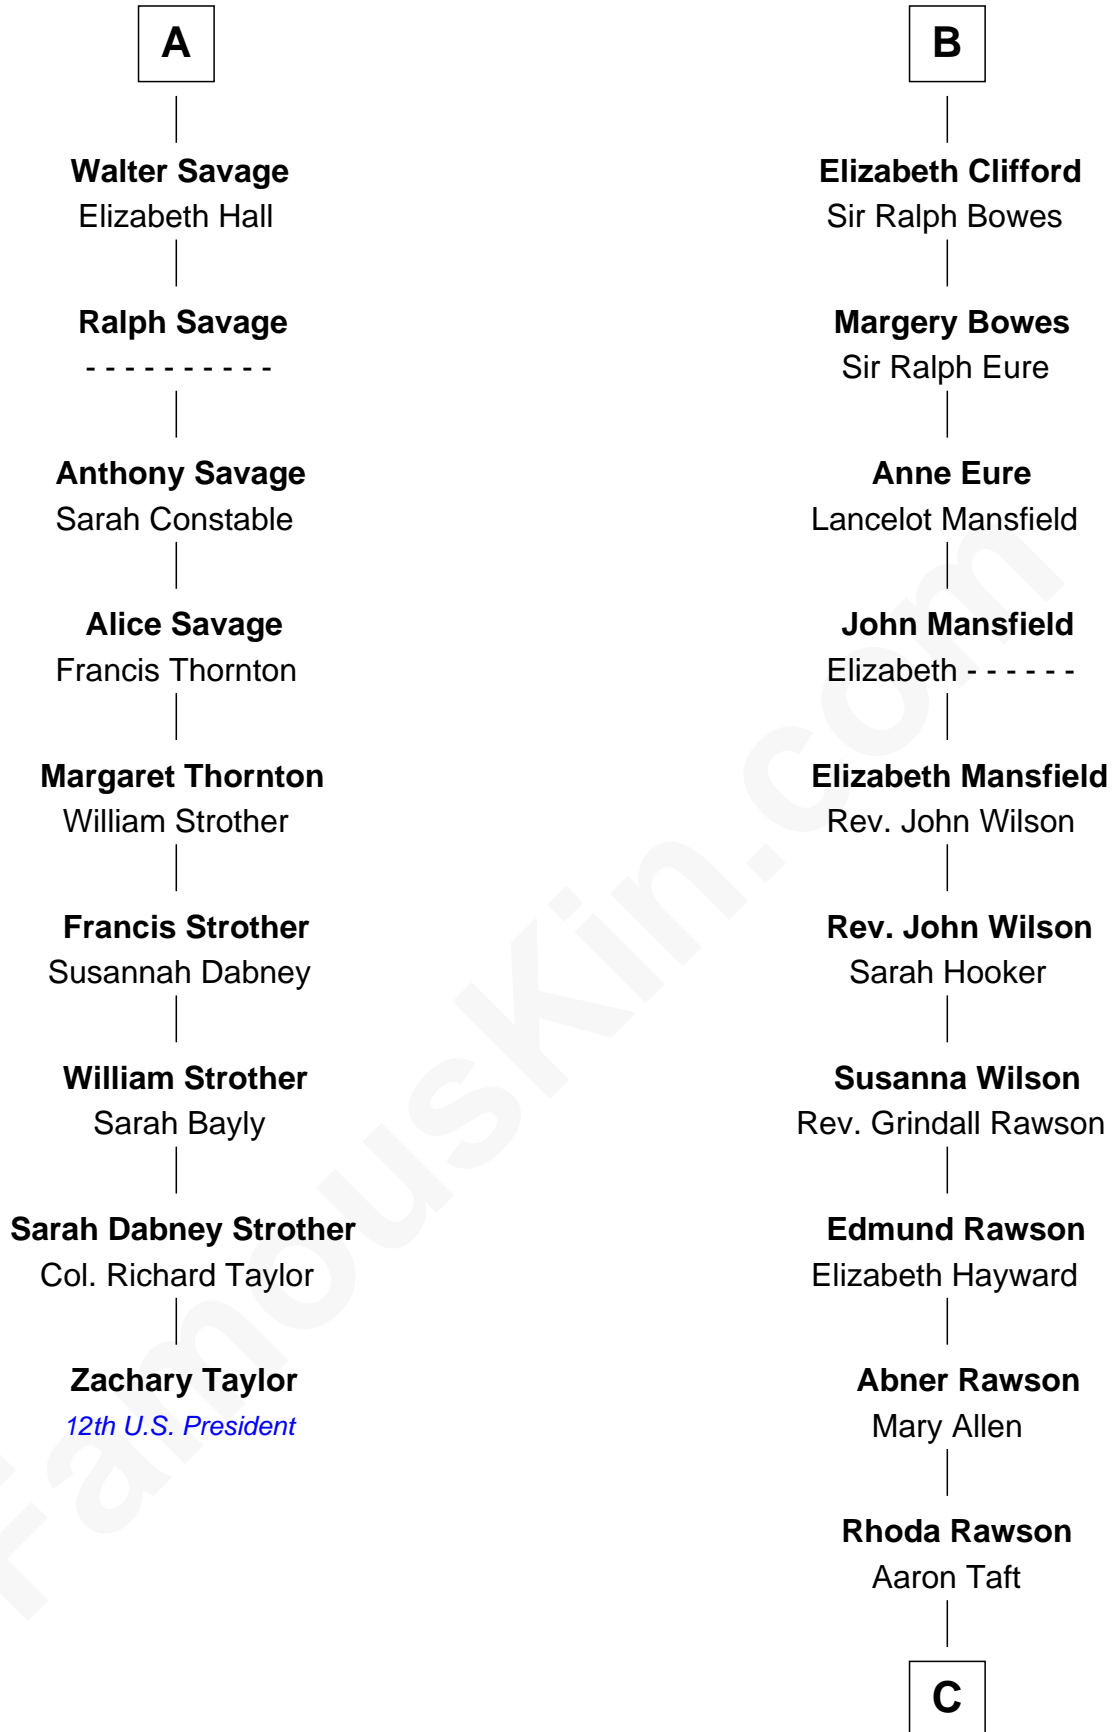 A
Walter Savage
Elizabeth Hall
Ralph Savage
- - - - - - - - - -
Anthony Savage
Sarah Constable
Alice Savage
Francis Thornton
Margaret Thornton
William Strother
Francis Strother
Susannah Dabney
William Strother
Sarah Bayly
Sarah Dabney Strother
Col. Richard Taylor
Zachary Taylor
12th U.S. President
B
Elizabeth Clifford
Sir Ralph Bowes
Margery Bowes
Sir Ralph Eure
Anne Eure
Lancelot Mansfield
John Mansfield
Elizabeth - - - - - -
Elizabeth Mansfield
Rev. John Wilson
Rev. John Wilson
Sarah Hooker
Susanna Wilson
Rev. Grindall Rawson
Edmund Rawson
Elizabeth Hayward
Abner Rawson
Mary Allen
Rhoda Rawson
Aaron Taft
C
FamousKin.com